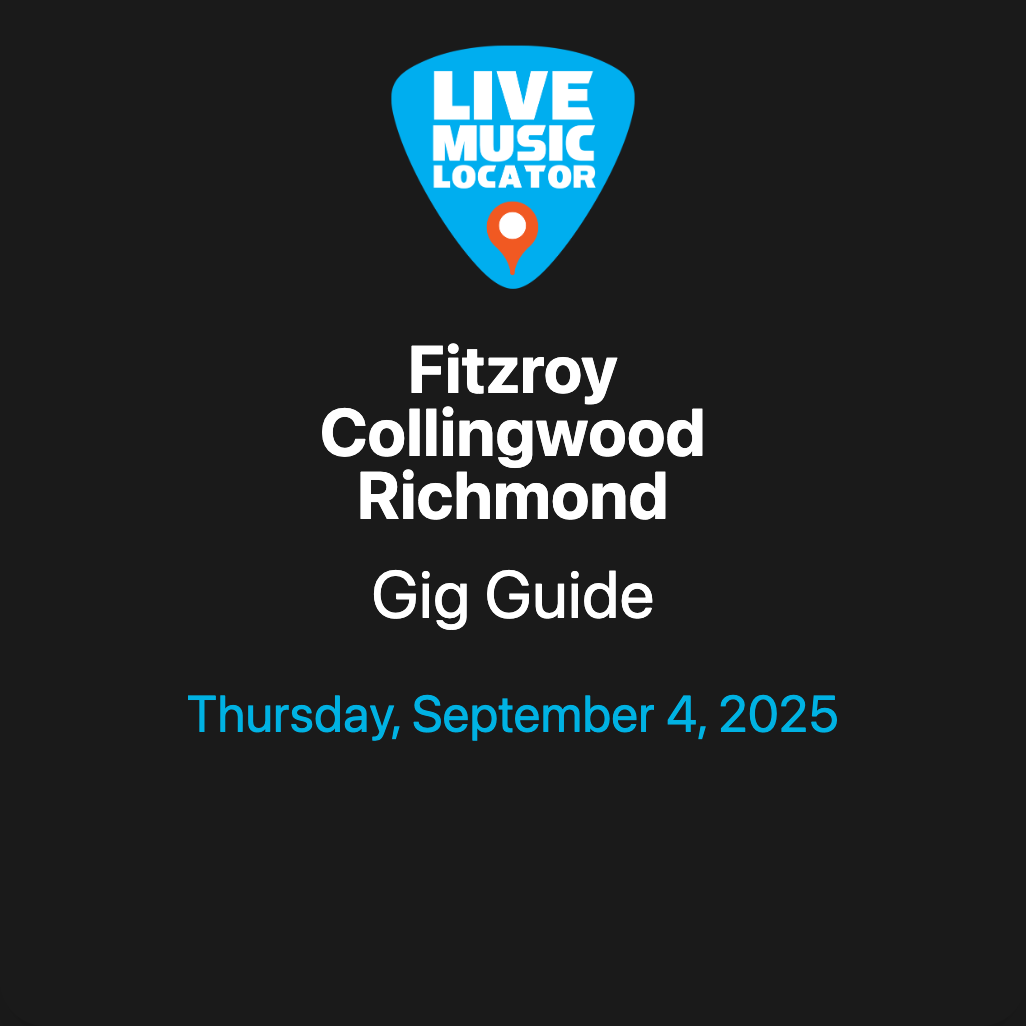 LIVE
MUSIC
LOCATOR
Fitzroy
Collingwood
Richmond
Gig Guide
Thursday, September 4, 2025